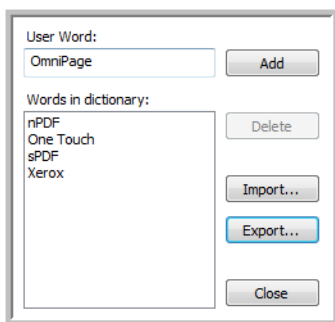 User Word:
OmniPage
Add
Words in dictionary:
nPDF
One Touch
sPDF
Xerox
Delete
Import...
Export...
Close